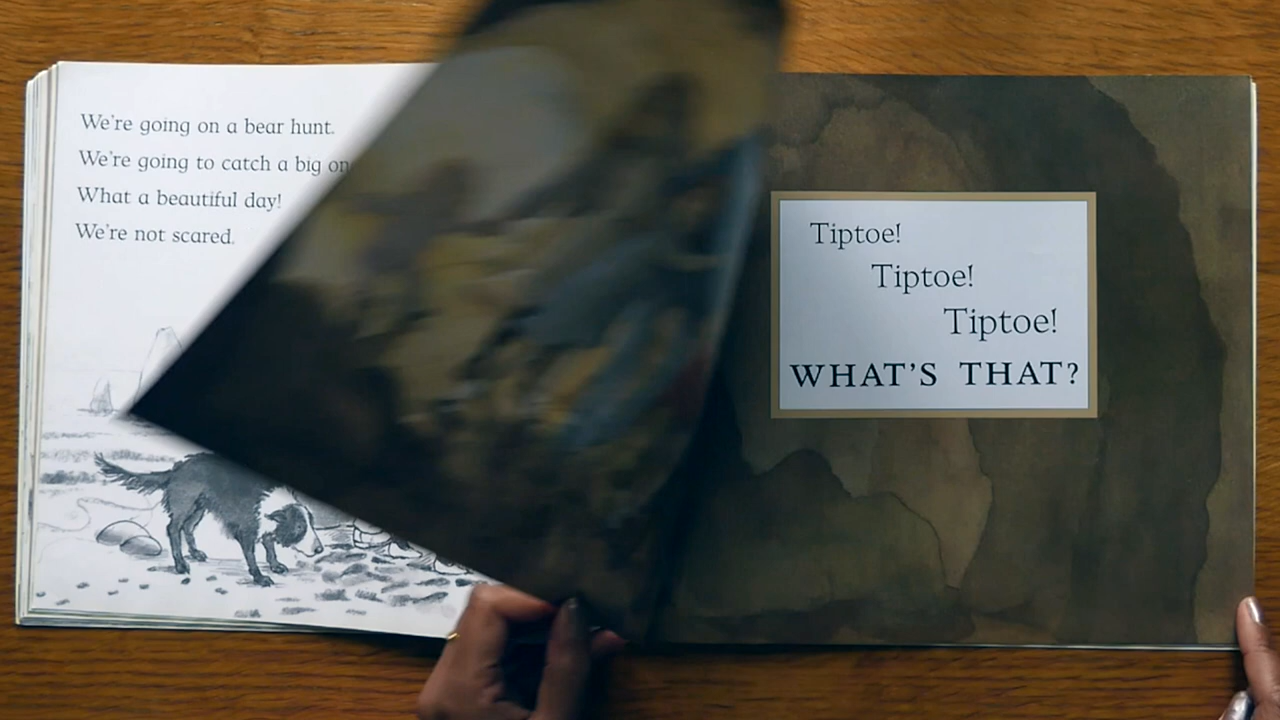 We're going on a bear hunt.
We're going to catch a big on
What a beautiful day!
We're not scared.
Tiptoe!
Tiptoe!
Tiptoe!
WHAT'S THAT?